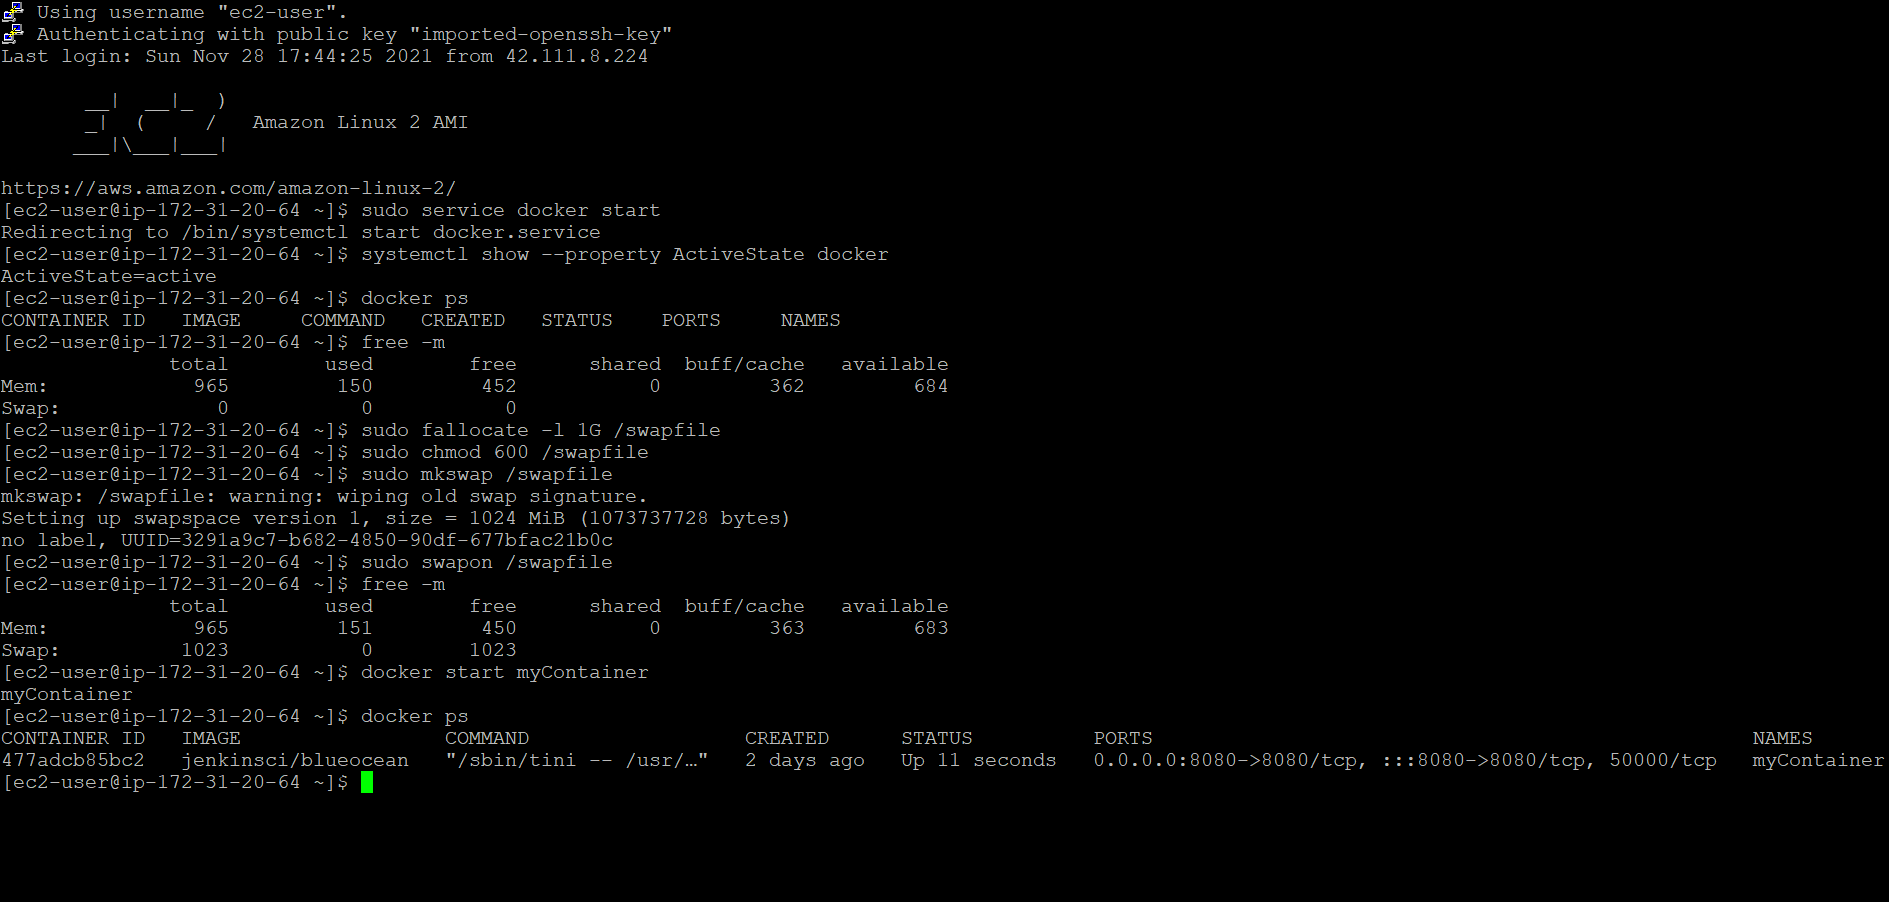 Using username "ec2-user".
Authenticating with public key "imported-openssh-key"
Last login: Sun Nov 28 17:44:25 2021 from 42.111.8.224
       __|  __|_  )
       _|  (     /   Amazon Linux 2 AMI
      ___|\___|___|
https://aws.amazon.com/amazon-linux-2/
[ec2-user@ip-172-31-20-64 ~]$ sudo service docker start
Redirecting to /bin/systemctl start docker.service
[ec2-user@ip-172-31-20-64 ~]$ systemctl show --property ActiveState docker
ActiveState=active
[ec2-user@ip-172-31-20-64 ~]$ docker ps
CONTAINER ID   IMAGE     COMMAND   CREATED   STATUS    PORTS     NAMES
[ec2-user@ip-172-31-20-64 ~]$ free -m
              total        used        free      shared  buff/cache   available
Mem:            965         150         452           0         362         684
Swap:             0           0           0
[ec2-user@ip-172-31-20-64 ~]$ sudo fallocate -l 1G /swapfile
[ec2-user@ip-172-31-20-64 ~]$ sudo chmod 600 /swapfile
[ec2-user@ip-172-31-20-64 ~]$ sudo mkswap /swapfile
mkswap: /swapfile: warning: wiping old swap signature.
Setting up swapspace version 1, size = 1024 MiB (1073737728 bytes)
no label, UUID=3291a9c7-b682-4850-90df-677bfac21b0c
[ec2-user@ip-172-31-20-64 ~]$ sudo swapon /swapfile
[ec2-user@ip-172-31-20-64 ~]$ free -m
              total        used        free      shared  buff/cache   available
Mem:            965         151         450           0         363         683
Swap:          1023           0        1023
[ec2-user@ip-172-31-20-64 ~]$ docker start myContainer
myContainer
[ec2-user@ip-172-31-20-64 ~]$ docker ps
CONTAINER ID   IMAGE                 COMMAND                  CREATED      STATUS          PORTS                                                  NAMES
477adcb85bc2   jenkinsci/blueocean   "/sbin/tini -- /usr/…"   2 days ago   Up 11 seconds   0.0.0.0:8080->8080/tcp, :::8080->8080/tcp, 50000/tcp   myContainer
[ec2-user@ip-172-31-20-64 ~]$